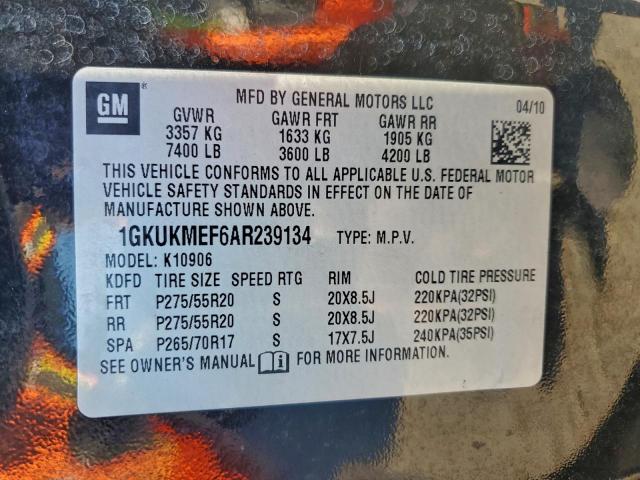 GM ®
MFD BY GENERAL MOTORS LLC 04/10
GVWR GAWR FRT GAWR RR
3357 KG 1633 KG 1905 KG
7400 LB 3600 LB 4200 LB
THIS VEHICLE CONFORMS TO ALL APPLICABLE U.S. FEDERAL MOTOR
VEHICLE SAFETY STANDARDS IN EFFECT ON THE DATE OF
MANUFACTURE SHOWN ABOVE.
1GKUKMEF6AR239134 TYPE: M.P.V.
MODEL: K10906
KDFD TIRE SIZE SPEED RTG RIM COLD TIRE PRESSURE
FRT P275/55R20 S 20X8.5J 220KPA(32PSI)
RR P275/55R20 S 20X8.5J 220KPA(32PSI)
SPA P265/70R17 S 17X7.5J 240KPA(35PSI)
SEE OWNER'S MANUAL FOR MORE INFORMATION.